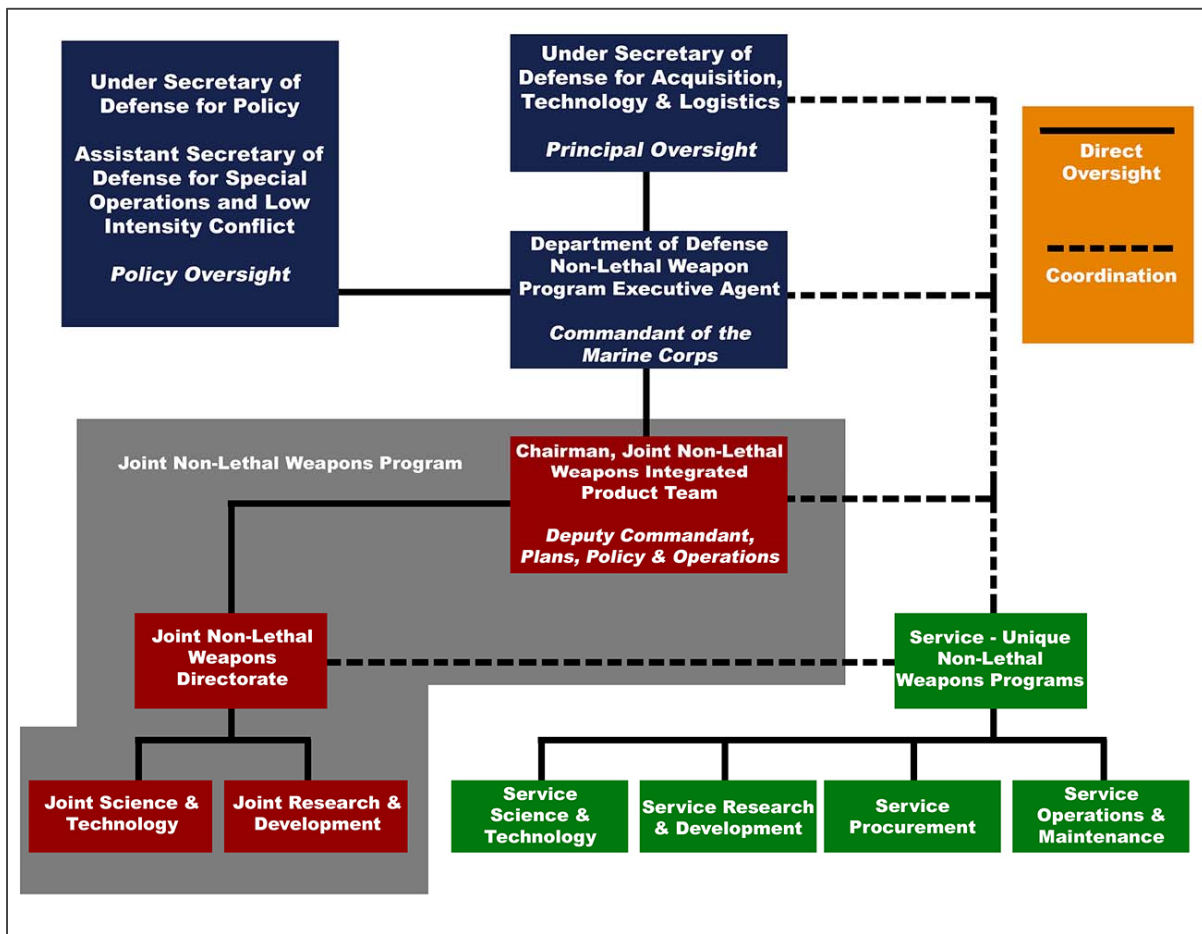 Under Secretary of
Defense for Policy
Assistant Secretary of
Defense for Special
Operations and Low
Intensity Conflict
Policy Oversight
Under Secretary of
Defense for Acquisition,
Technology & Logistics
Principal Oversight
Direct
Oversight
Coordination
Department of Defense
Non-Lethal Weapon
Program Executive Agent
Commandant of the
Marine Corps
Joint Non-Lethal Weapons Program
Chairman, Joint Non-Lethal
Weapons Integrated
Product Team
Deputy Commandant,
Plans, Policy & Operations
Joint Non-Lethal
Weapons
Directorate
Service - Unique
Non-Lethal
Weapons Programs
Joint Science &
Technology
Joint Research &
Development
Service
Science &
Technology
Service Research
& Development
Service
Procurement
Service
Operations &
Maintenance